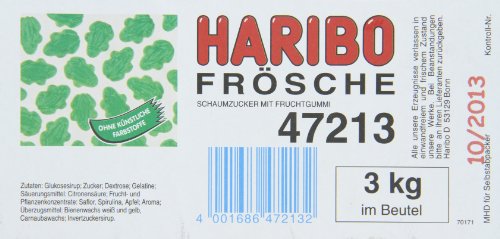 HARIBO
FRÖSCHE
SCHAUMZUCKER MIT FRUCHTGUMMI
47213
OHNE KÜNSTLICHE
FARBSTOFFE
Zutaten: Glukosesirup; Zucker; Dextrose; Gelatine;
Säuerungsmittel: Citronensäure; Frucht- und
Pflanzenkonzentrate: Saflor, Spirulina, Apfel; Aroma;
Überzugsmittel: Bienenwachs weiß und gelb,
Carnaubawachs; Invertzuckersirup.
4 001686 472132
3 kg
im Beutel
70171
Alle unsere Erzeugnisse verlassen in
einwandfreiem und frischem Zustand
unsere Werke. Bei Beanstandungen
bitte an Ihren Lieferanten zurückgeben.
Haribo D 53129 Bonn
10/2013
MHD für Selbstabpacker
Kontroll-Nr.